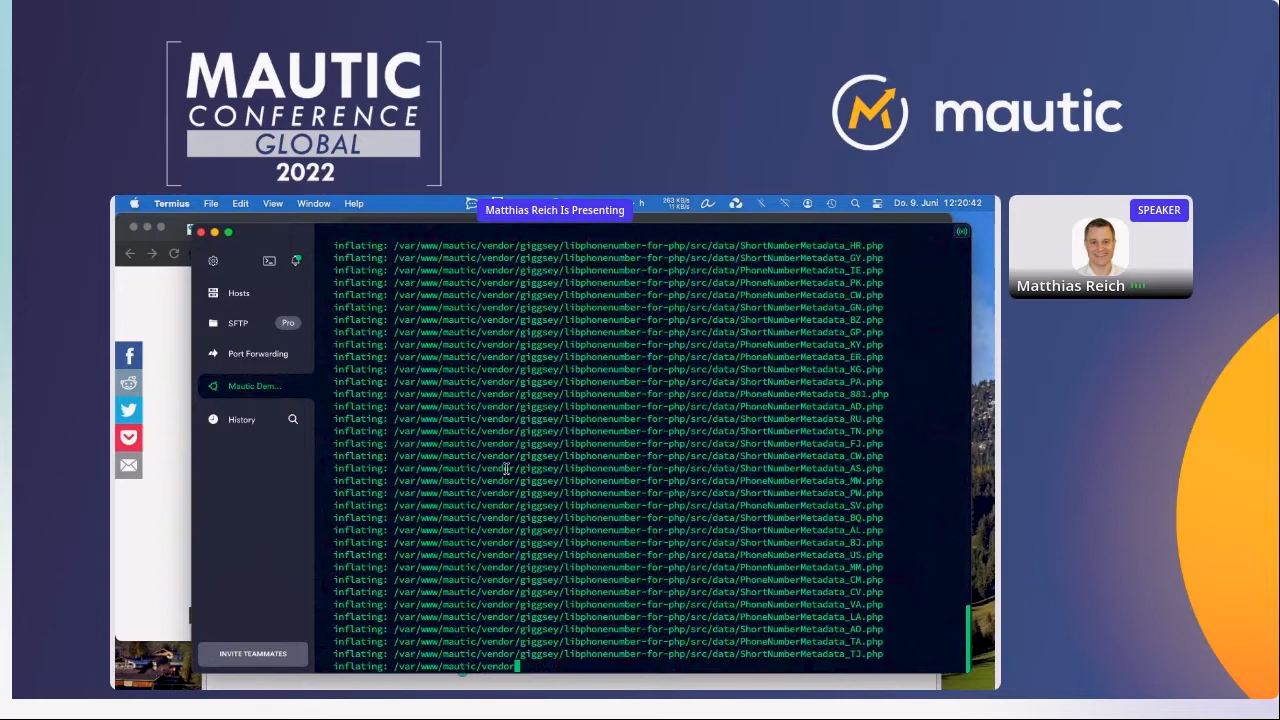 MAUTIC
CONFERENCE
GLOBAL
2022
mautic
Termius File Edit View Window Help
h
263 KB/s
11 KB/s
Do. 9. Juni 12:20:42
Matthias Reich Is Presenting
SPEAKER
Matthias Reich
Hosts
SFTP Pro
Port Forwarding
Mautic Dem...
History
INVITE TEAMMATES
inflating: /var/www/mautic/vendor/giggsey/libphonenumber-for-php/src/data/ShortNumberMetadata_HR.php
inflating: /var/www/mautic/vendor/giggsey/libphonenumber-for-php/src/data/ShortNumberMetadata_GY.php
inflating: /var/www/mautic/vendor/giggsey/libphonenumber-for-php/src/data/PhoneNumberMetadata_IE.php
inflating: /var/www/mautic/vendor/giggsey/libphonenumber-for-php/src/data/PhoneNumberMetadata_PK.php
inflating: /var/www/mautic/vendor/giggsey/libphonenumber-for-php/src/data/ShortNumberMetadata_CW.php
inflating: /var/www/mautic/vendor/giggsey/libphonenumber-for-php/src/data/ShortNumberMetadata_GN.php
inflating: /var/www/mautic/vendor/giggsey/libphonenumber-for-php/src/data/ShortNumberMetadata_BZ.php
inflating: /var/www/mautic/vendor/giggsey/libphonenumber-for-php/src/data/ShortNumberMetadata_GP.php
inflating: /var/www/mautic/vendor/giggsey/libphonenumber-for-php/src/data/PhoneNumberMetadata_KY.php
inflating: /var/www/mautic/vendor/giggsey/libphonenumber-for-php/src/data/PhoneNumberMetadata_ER.php
inflating: /var/www/mautic/vendor/giggsey/libphonenumber-for-php/src/data/ShortNumberMetadata_KG.php
inflating: /var/www/mautic/vendor/giggsey/libphonenumber-for-php/src/data/ShortNumberMetadata_PA.php
inflating: /var/www/mautic/vendor/giggsey/libphonenumber-for-php/src/data/PhoneNumberMetadata_881.php
inflating: /var/www/mautic/vendor/giggsey/libphonenumber-for-php/src/data/PhoneNumberMetadata_AD.php
inflating: /var/www/mautic/vendor/giggsey/libphonenumber-for-php/src/data/ShortNumberMetadata_RU.php
inflating: /var/www/mautic/vendor/giggsey/libphonenumber-for-php/src/data/PhoneNumberMetadata_TN.php
inflating: /var/www/mautic/vendor/giggsey/libphonenumber-for-php/src/data/ShortNumberMetadata_FJ.php
inflating: /var/www/mautic/vendor/giggsey/libphonenumber-for-php/src/data/PhoneNumberMetadata_CW.php
inflating: /var/www/mautic/vendor/giggsey/libphonenumber-for-php/src/data/ShortNumberMetadata_AS.php
inflating: /var/www/mautic/vendor/giggsey/libphonenumber-for-php/src/data/PhoneNumberMetadata_MW.php
inflating: /var/www/mautic/vendor/giggsey/libphonenumber-for-php/src/data/ShortNumberMetadata_PW.php
inflating: /var/www/mautic/vendor/giggsey/libphonenumber-for-php/src/data/ShortNumberMetadata_SV.php
inflating: /var/www/mautic/vendor/giggsey/libphonenumber-for-php/src/data/ShortNumberMetadata_BQ.php
inflating: /var/www/mautic/vendor/giggsey/libphonenumber-for-php/src/data/ShortNumberMetadata_AL.php
inflating: /var/www/mautic/vendor/giggsey/libphonenumber-for-php/src/data/ShortNumberMetadata_BJ.php
inflating: /var/www/mautic/vendor/giggsey/libphonenumber-for-php/src/data/PhoneNumberMetadata_US.php
inflating: /var/www/mautic/vendor/giggsey/libphonenumber-for-php/src/data/PhoneNumberMetadata_MM.php
inflating: /var/www/mautic/vendor/giggsey/libphonenumber-for-php/src/data/PhoneNumberMetadata_CM.php
inflating: /var/www/mautic/vendor/giggsey/libphonenumber-for-php/src/data/ShortNumberMetadata_CV.php
inflating: /var/www/mautic/vendor/giggsey/libphonenumber-for-php/src/data/PhoneNumberMetadata_VA.php
inflating: /var/www/mautic/vendor/giggsey/libphonenumber-for-php/src/data/PhoneNumberMetadata_LA.php
inflating: /var/www/mautic/vendor/giggsey/libphonenumber-for-php/src/data/ShortNumberMetadata_AO.php
inflating: /var/www/mautic/vendor/giggsey/libphonenumber-for-php/src/data/PhoneNumberMetadata_TA.php
inflating: /var/www/mautic/vendor/giggsey/libphonenumber-for-php/src/data/ShortNumberMetadata_TJ.php
inflating: /var/www/mautic/vendor